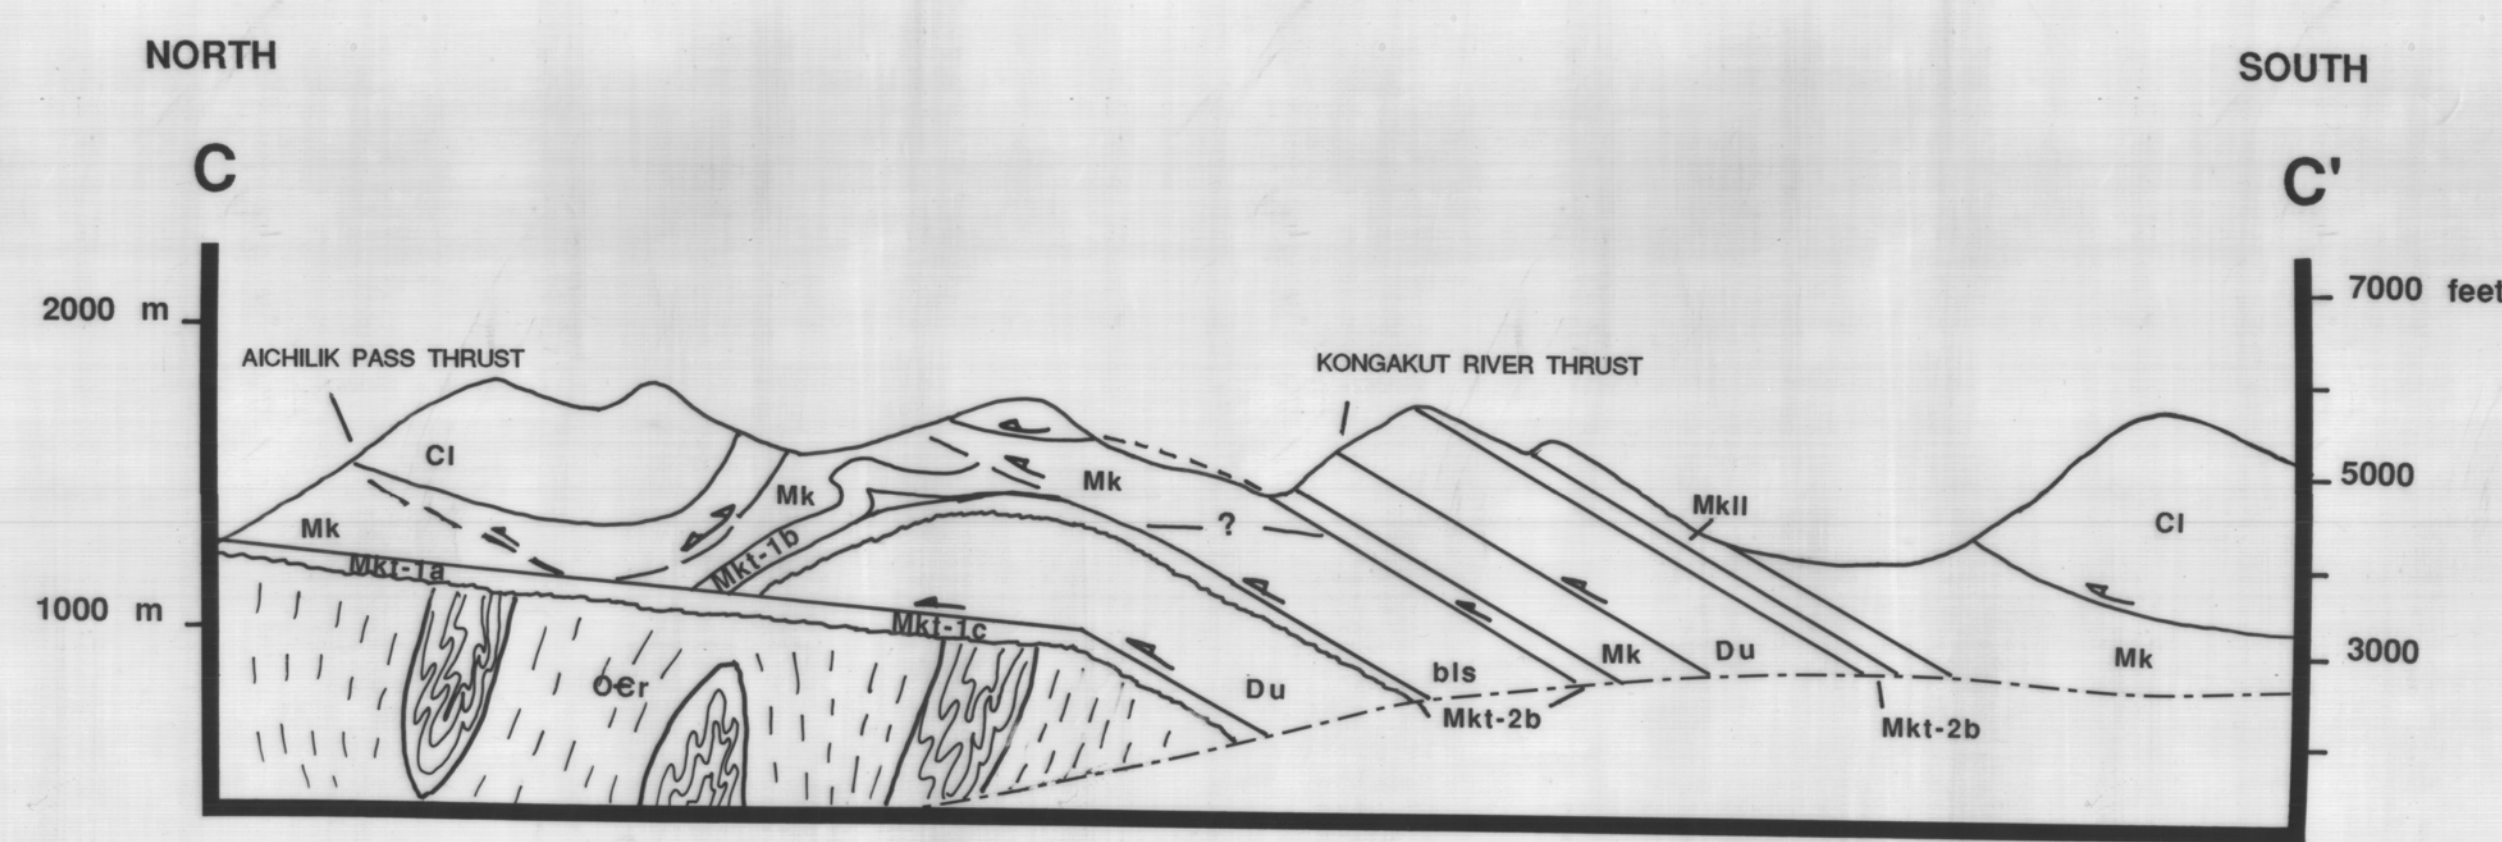 NORTH
SOUTH
C
C'
2000 m
7000 feet
AICHILIK PASS THRUST
KONGAKUT RIVER THRUST
Cl
Mk
Mk
5000
Mk
MkII
Cl
?
Mkt-1b
Mkt-1a
1000 m
Mkt-1c
Mk
Du
3000
Mk
bls
O€r
Du
Mkt-2b
Mkt-2b